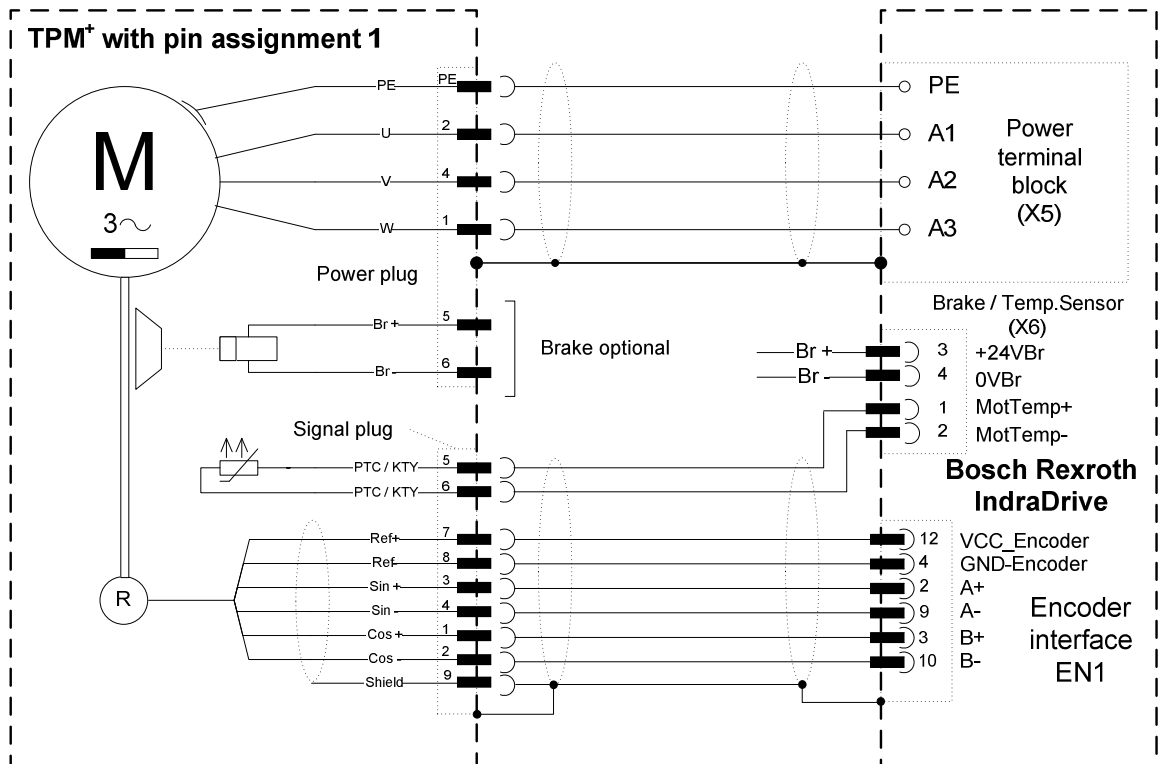 TPM+ with pin assignment 1
M
3
PE
PE
PE
U
2
A1
V
4
A2
W
1
A3
Power
terminal
block
(X5)
Power plug
Br +
5
Br -
6
Brake optional
Brake / Temp.Sensor
(X6)
Br +
3
+24VBr
Br -
4
0VBr
1
MotTemp+
2
MotTemp-
Signal plug
PTC / KTY
5
PTC / KTY
6
Bosch Rexroth
IndraDrive
R
Ref+
7
12
VCC_Encoder
Ref-
8
4
GND-Encoder
Sin +
3
2
A+
Sin -
4
9
A-
Cos +
1
3
B+
Cos -
2
10
B-
Shield
9
Encoder
interface
EN1